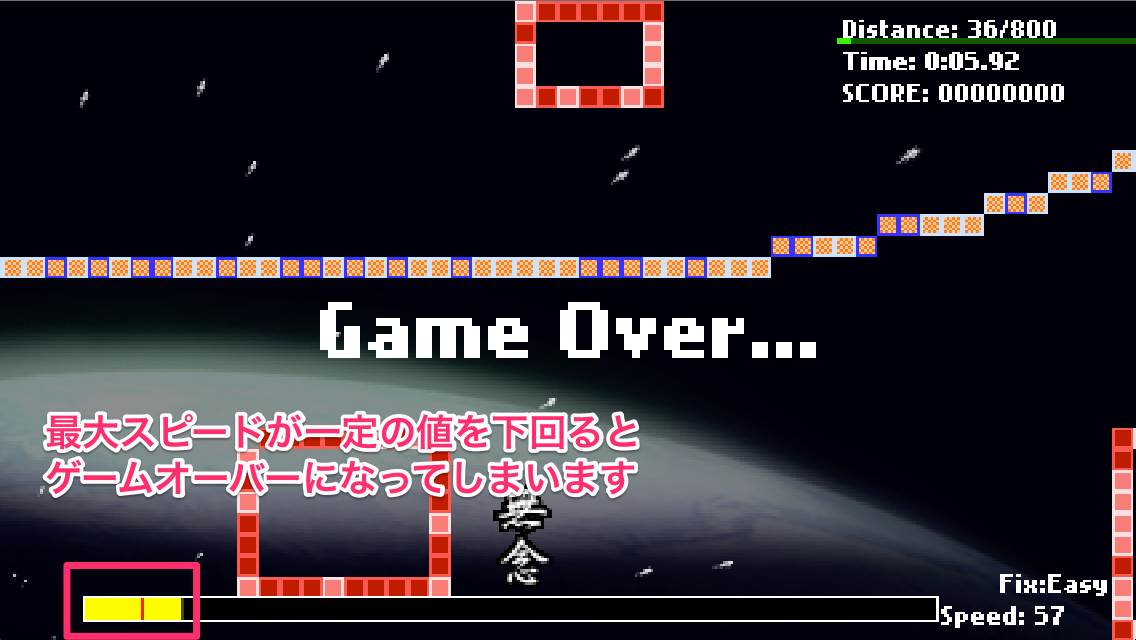 Distance: 36/800
Time: 0:05.92
SCORE: 00000000
Game Over...
最大スピードが一定の値を下回ると
ゲームオーバーになってしまいます
無
念
Fix:Easy
Speed: 57